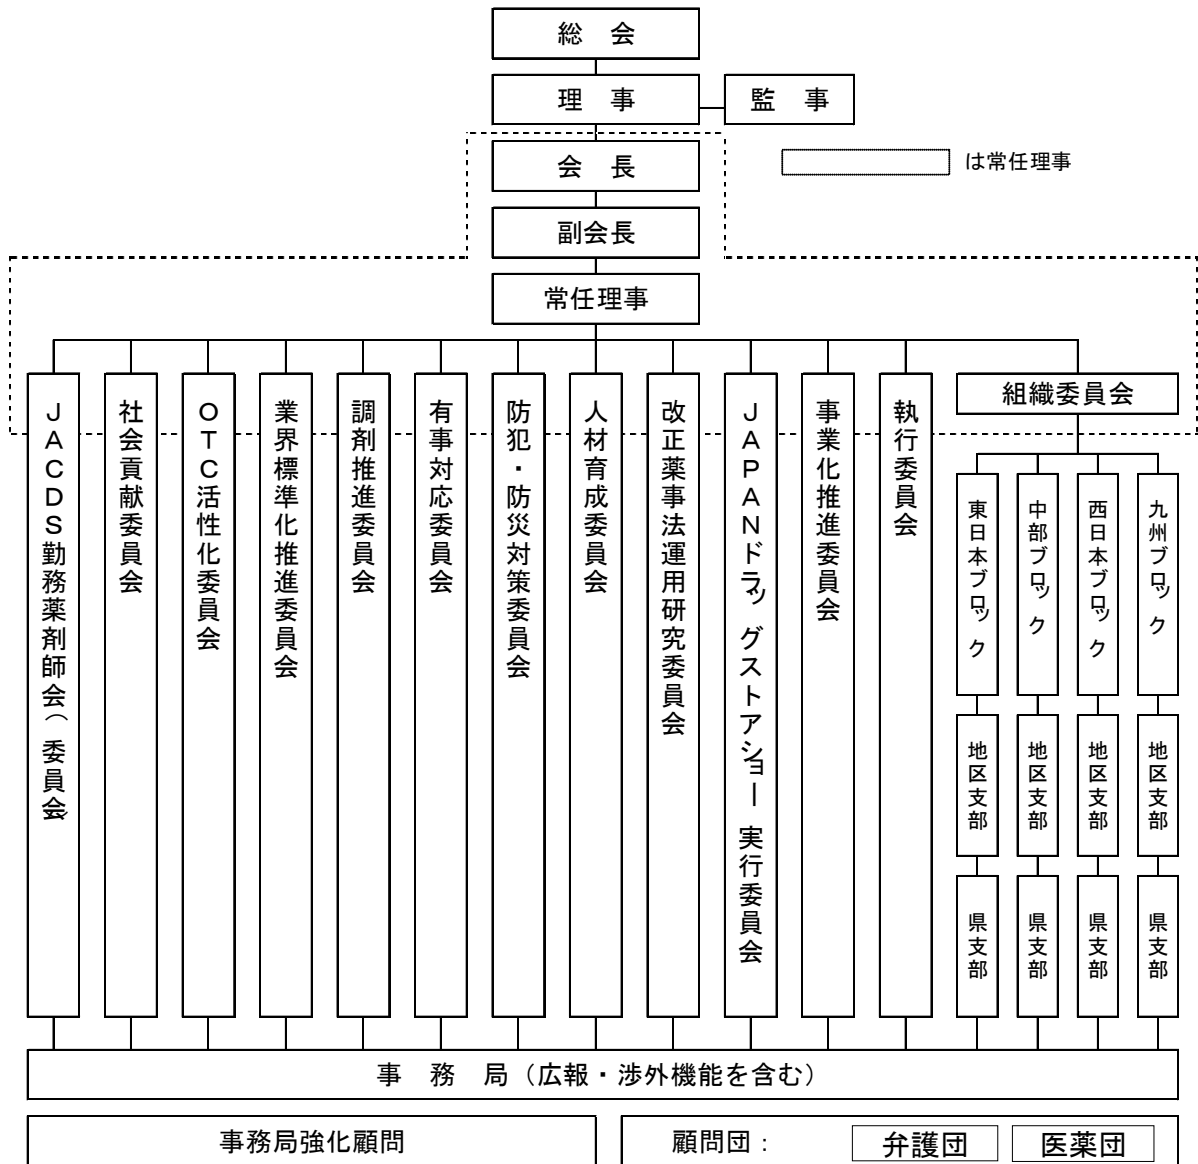 総　会
理　事
監　事
会　長
は常任理事
副会長
常任理事
JACDS勤務薬剤師会（委員会）
社会貢献委員会
OTC活性化委員会
業界標準化推進委員会
調剤推進委員会
有事対応委員会
防犯・防災対策委員会
人材育成委員会
改正薬事法運用研究委員会
JAPANドラッグストアショー実行委員会
事業化推進委員会
執行委員会
組織委員会
東日本ブロック
中部ブロック
西日本ブロック
九州ブロック
地区支部
地区支部
地区支部
地区支部
県支部
県支部
県支部
県支部
事　務　局（広報・渉外機能を含む）
事務局強化顧問
顧問団：
弁護団
医薬団